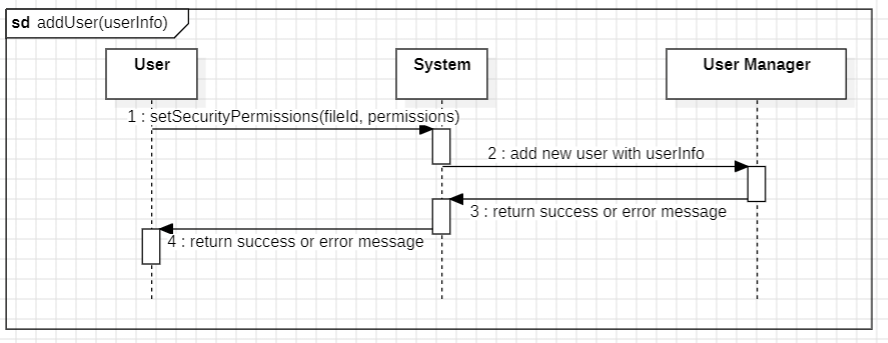 sd addUser(userInfo)
User
System
User Manager
1 : setSecurityPermissions(fileId, permissions)
2 : add new user with userInfo
3 : return success or error message
4 : return success or error message